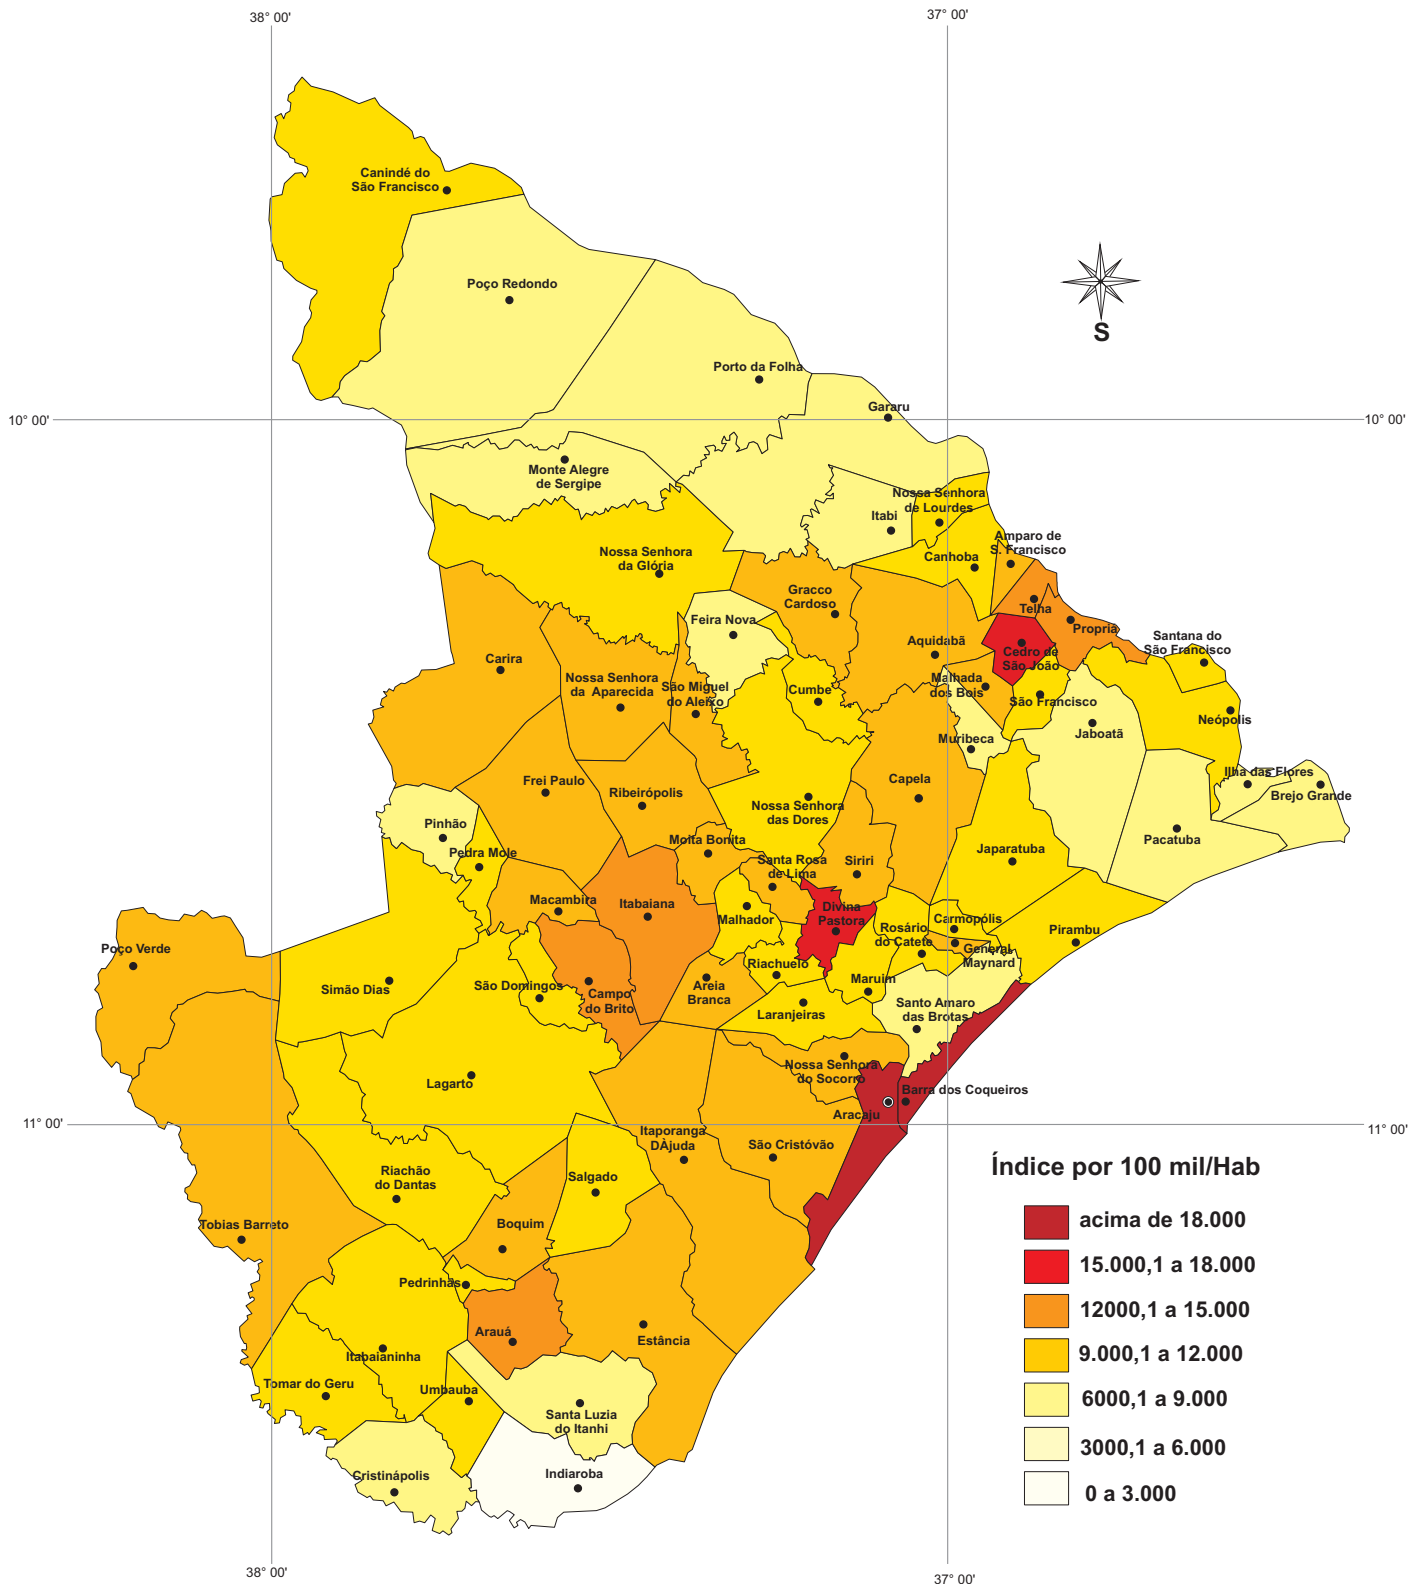 38° 00'
37° 00'
Canindé do
São Francisco
Poço Redondo
S
Porto da Folha
Gararu
10° 00'
10° 00'
Monte Alegre
de Sergipe
Nossa Senhora
de Lourdes
Itabi
Nossa Senhora
da Glória
Canhoba
Amparo de
S. Francisco
Gracco
Cardoso
Telha
Propriá
Feira Nova
Aquidabã
Cedro de
São João
Santana do
São Francisco
Carira
Nossa Senhora
da Aparecida
São Miguel
do Aleixo
Cumbe
Malhada
dos Bois
São Francisco
Neópolis
Jaboatã
Muribeca
Frei Paulo
Ribeirópolis
Capela
Ilha das Flores
Brejo Grande
Nossa Senhora
das Dores
Pinhão
Pedra Mole
Moita Bonita
Santa Rosa
de Lima
Siriri
Japaratuba
Pacatuba
Macambira
Itabaiana
Malhador
Divina
Pastora
Rosário
do Catete
Carmopólis
General
Maynard
Pirambu
Poço Verde
Simão Dias
São Domingos
Campo
do Brito
Areia
Branca
Riachuelo
Maruim
Laranjeiras
Santo Amaro
das Brotas
Lagarto
Nossa Senhora
do Socorro
Barra dos Coqueiros
Aracaju
11° 00'
11° 00'
Itaporanga
DÀjuda
São Cristóvão
Riachão
do Dantas
Salgado
Tobias Barreto
Boquim
Pedrinhas
Arauá
Estância
Itabaianinha
Tomar do Geru
Umbauba
Santa Luzia
do Itanhi
Cristinápolis
Indiaroba
Índice por 100 mil/Hab
acima de 18.000
15.000,1 a 18.000
12000,1 a 15.000
9.000,1 a 12.000
6000,1 a 9.000
3000,1 a 6.000
0 a 3.000
38° 00'
37° 00'